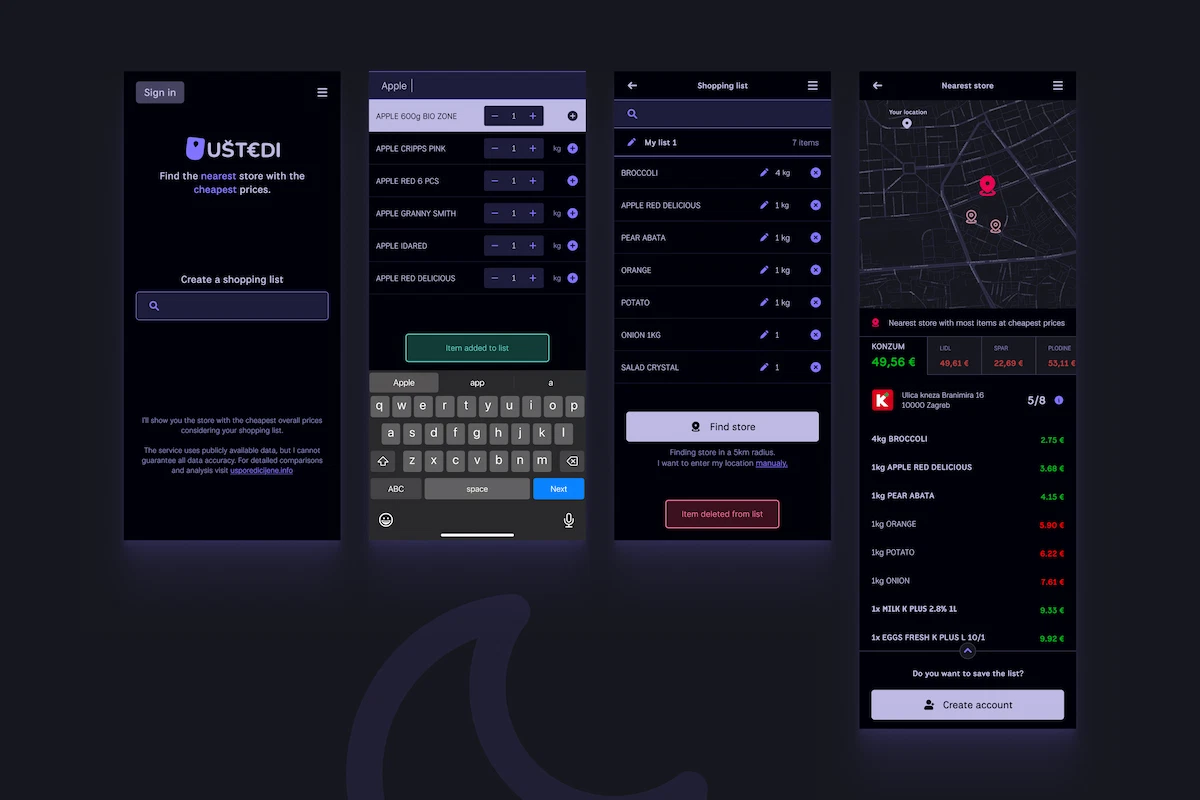 Sign in
UŠT€DI
Find the nearest store with the
cheapest prices.
Create a shopping list
I'll show you the store with the cheapest overall prices
considering your shopping list.
The service uses publicly available data, but I cannot
guarantee all data accuracy. For detailed comparisons
and analysis visit usporedicijene.info
Apple
APPLE 600g BIO ZONE − 1 +
APPLE CRIPPS PINK − 1 + kg
APPLE RED 6 PCS − 1 +
APPLE GRANNY SMITH − 1 + kg
APPLE IDARED − 1 + kg
APPLE RED DELICIOUS − 1 + kg
Item added to list
Apple app a
q w e r t y u i o p
a s d f g h j k l
z x c v b n m
ABC space Next
Shopping list
My list 1 7 items
BROCCOLI 4 kg
APPLE RED DELICIOUS 1 kg
PEAR ABATA 1 kg
ORANGE 1 kg
POTATO 1 kg
ONION 1KG 1
SALAD CRYSTAL 1
Find store
Finding store in a 5km radius.
I want to enter my location manualy.
Item deleted from list
Nearest store
Your location
Nearest store with most items at cheapest prices
KONZUM LIDL SPAR PLODINE
49,56 € 49,61 € 22,69 € 53,11 €
K
Ulica kneza Branimira 16
10000 Zagreb
5/8
4kg BROCCOLI 2.75 €
1kg APPLE RED DELICIOUS 3.68 €
1kg PEAR ABATA 4.15 €
1kg ORANGE 5.90 €
1kg POTATO 6.22 €
1kg ONION 7.61 €
1x MILK K PLUS 2.8% 1L 9.33 €
1x EGGS FRESH K PLUS L 10/1 9.92 €
Do you want to save the list?
Create account